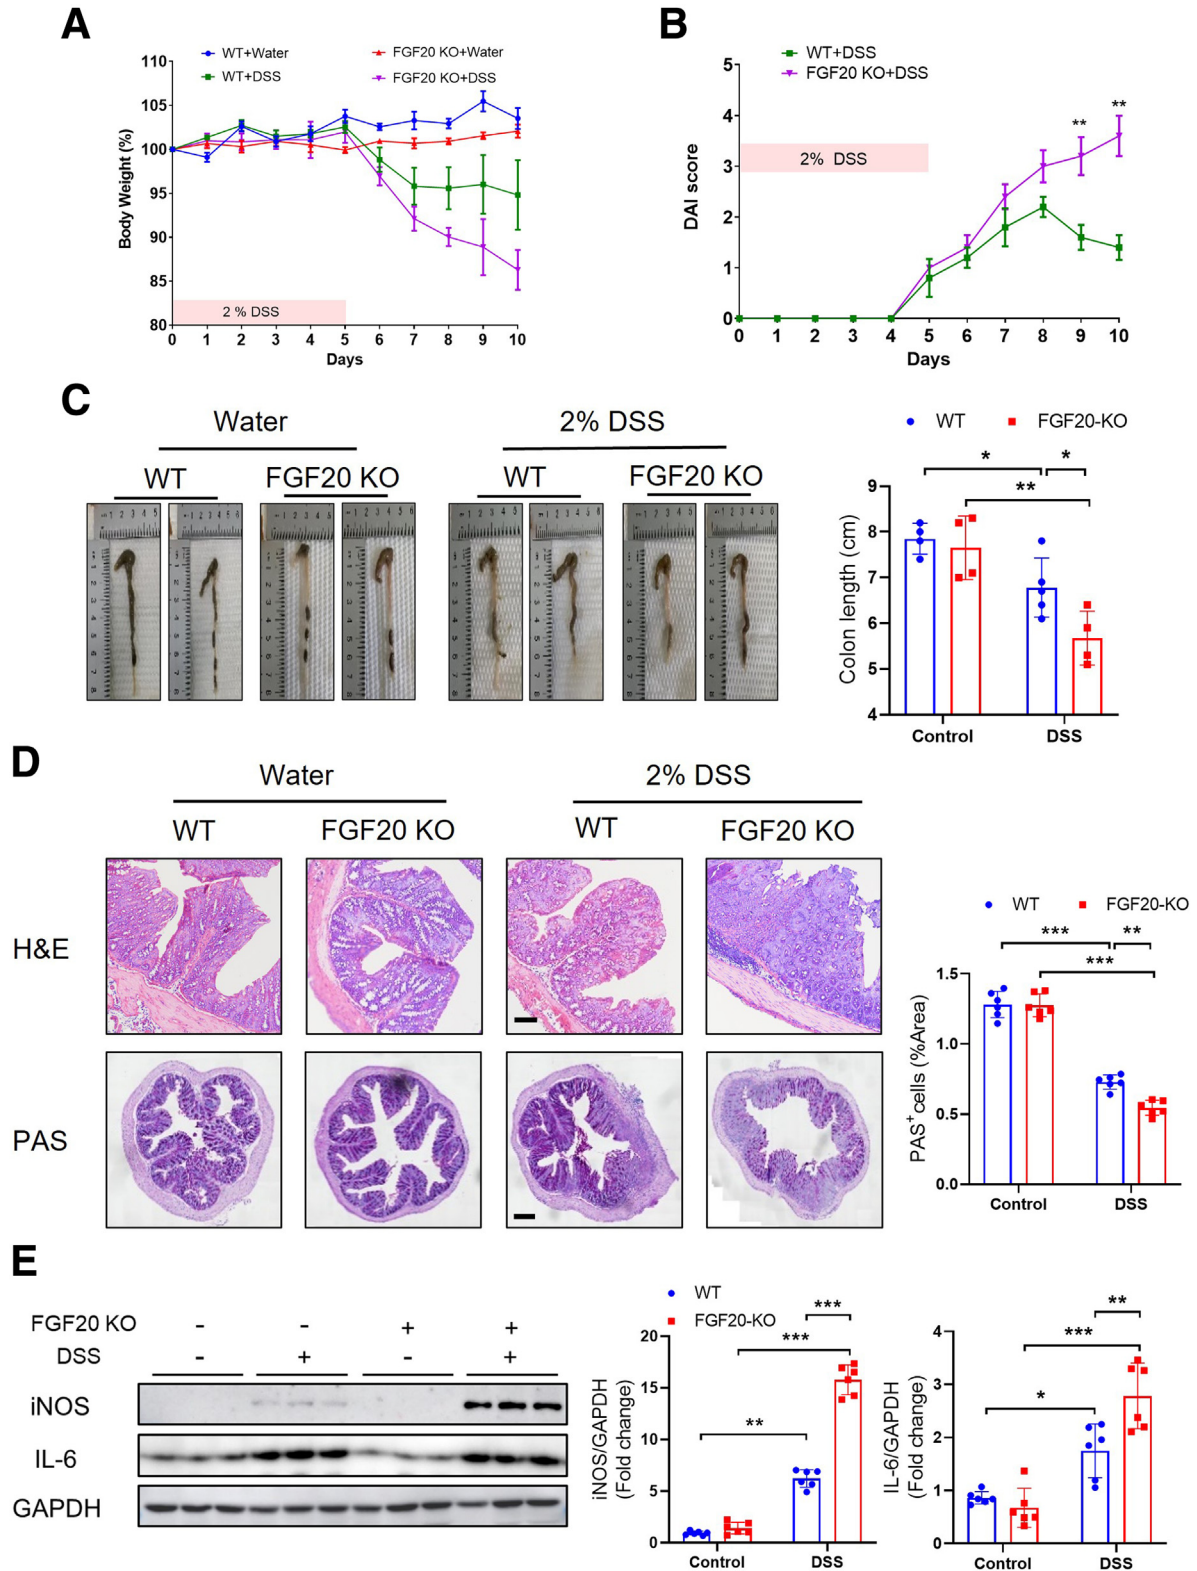 A
WT+Water
FGF20 KO+Water
WT+DSS
FGF20 KO+DSS
110
105
100
95
90
85
80
Body Weight (%)
2 % DSS
0 1 2 3 4 5 6 7 8 9 10
Days
B
WT+DSS
FGF20 KO+DSS
5
4
3
2
1
0
DAI score
2% DSS
** **
0 1 2 3 4 5 6 7 8 9 10
Days
C
Water
2% DSS
WT
FGF20 KO
WT
FGF20 KO
WT
FGF20-KO
* *
**
9
8
7
6
5
4
Colon length (cm)
Control
DSS
D
Water
2% DSS
WT
FGF20 KO
WT
FGF20 KO
H&E
PAS
WT
FGF20-KO
*** **
***
1.5
1.0
0.5
0.0
PAS+ cells (%Area)
Control
DSS
E
FGF20 KO - - + +
DSS - + - +
iNOS
IL-6
GAPDH
WT
FGF20-KO
***
***
**
20
15
10
5
0
iNOS/GAPDH
(Fold change)
Control
DSS
**
***
*
4
3
2
1
0
IL-6/GAPDH
(Fold change)
Control
DSS